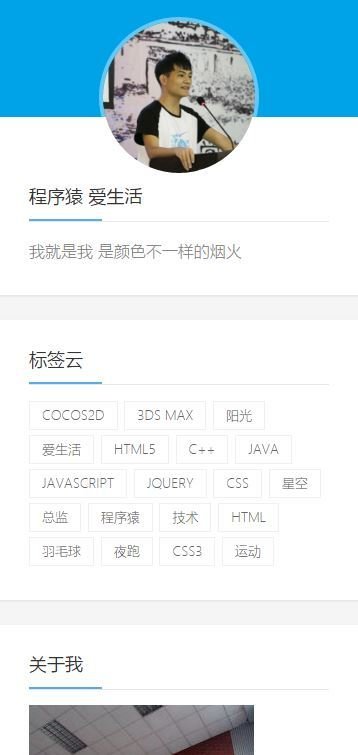 程序猿 爱生活
我就是我 是颜色不一样的烟火
标签云
COCOS2D 3DS MAX 阳光
爱生活 HTML5 C++ JAVA
JAVASCRIPT JQUERY CSS 星空
总监 程序猿 技术 HTML
羽毛球 夜跑 CSS3 运动
关于我